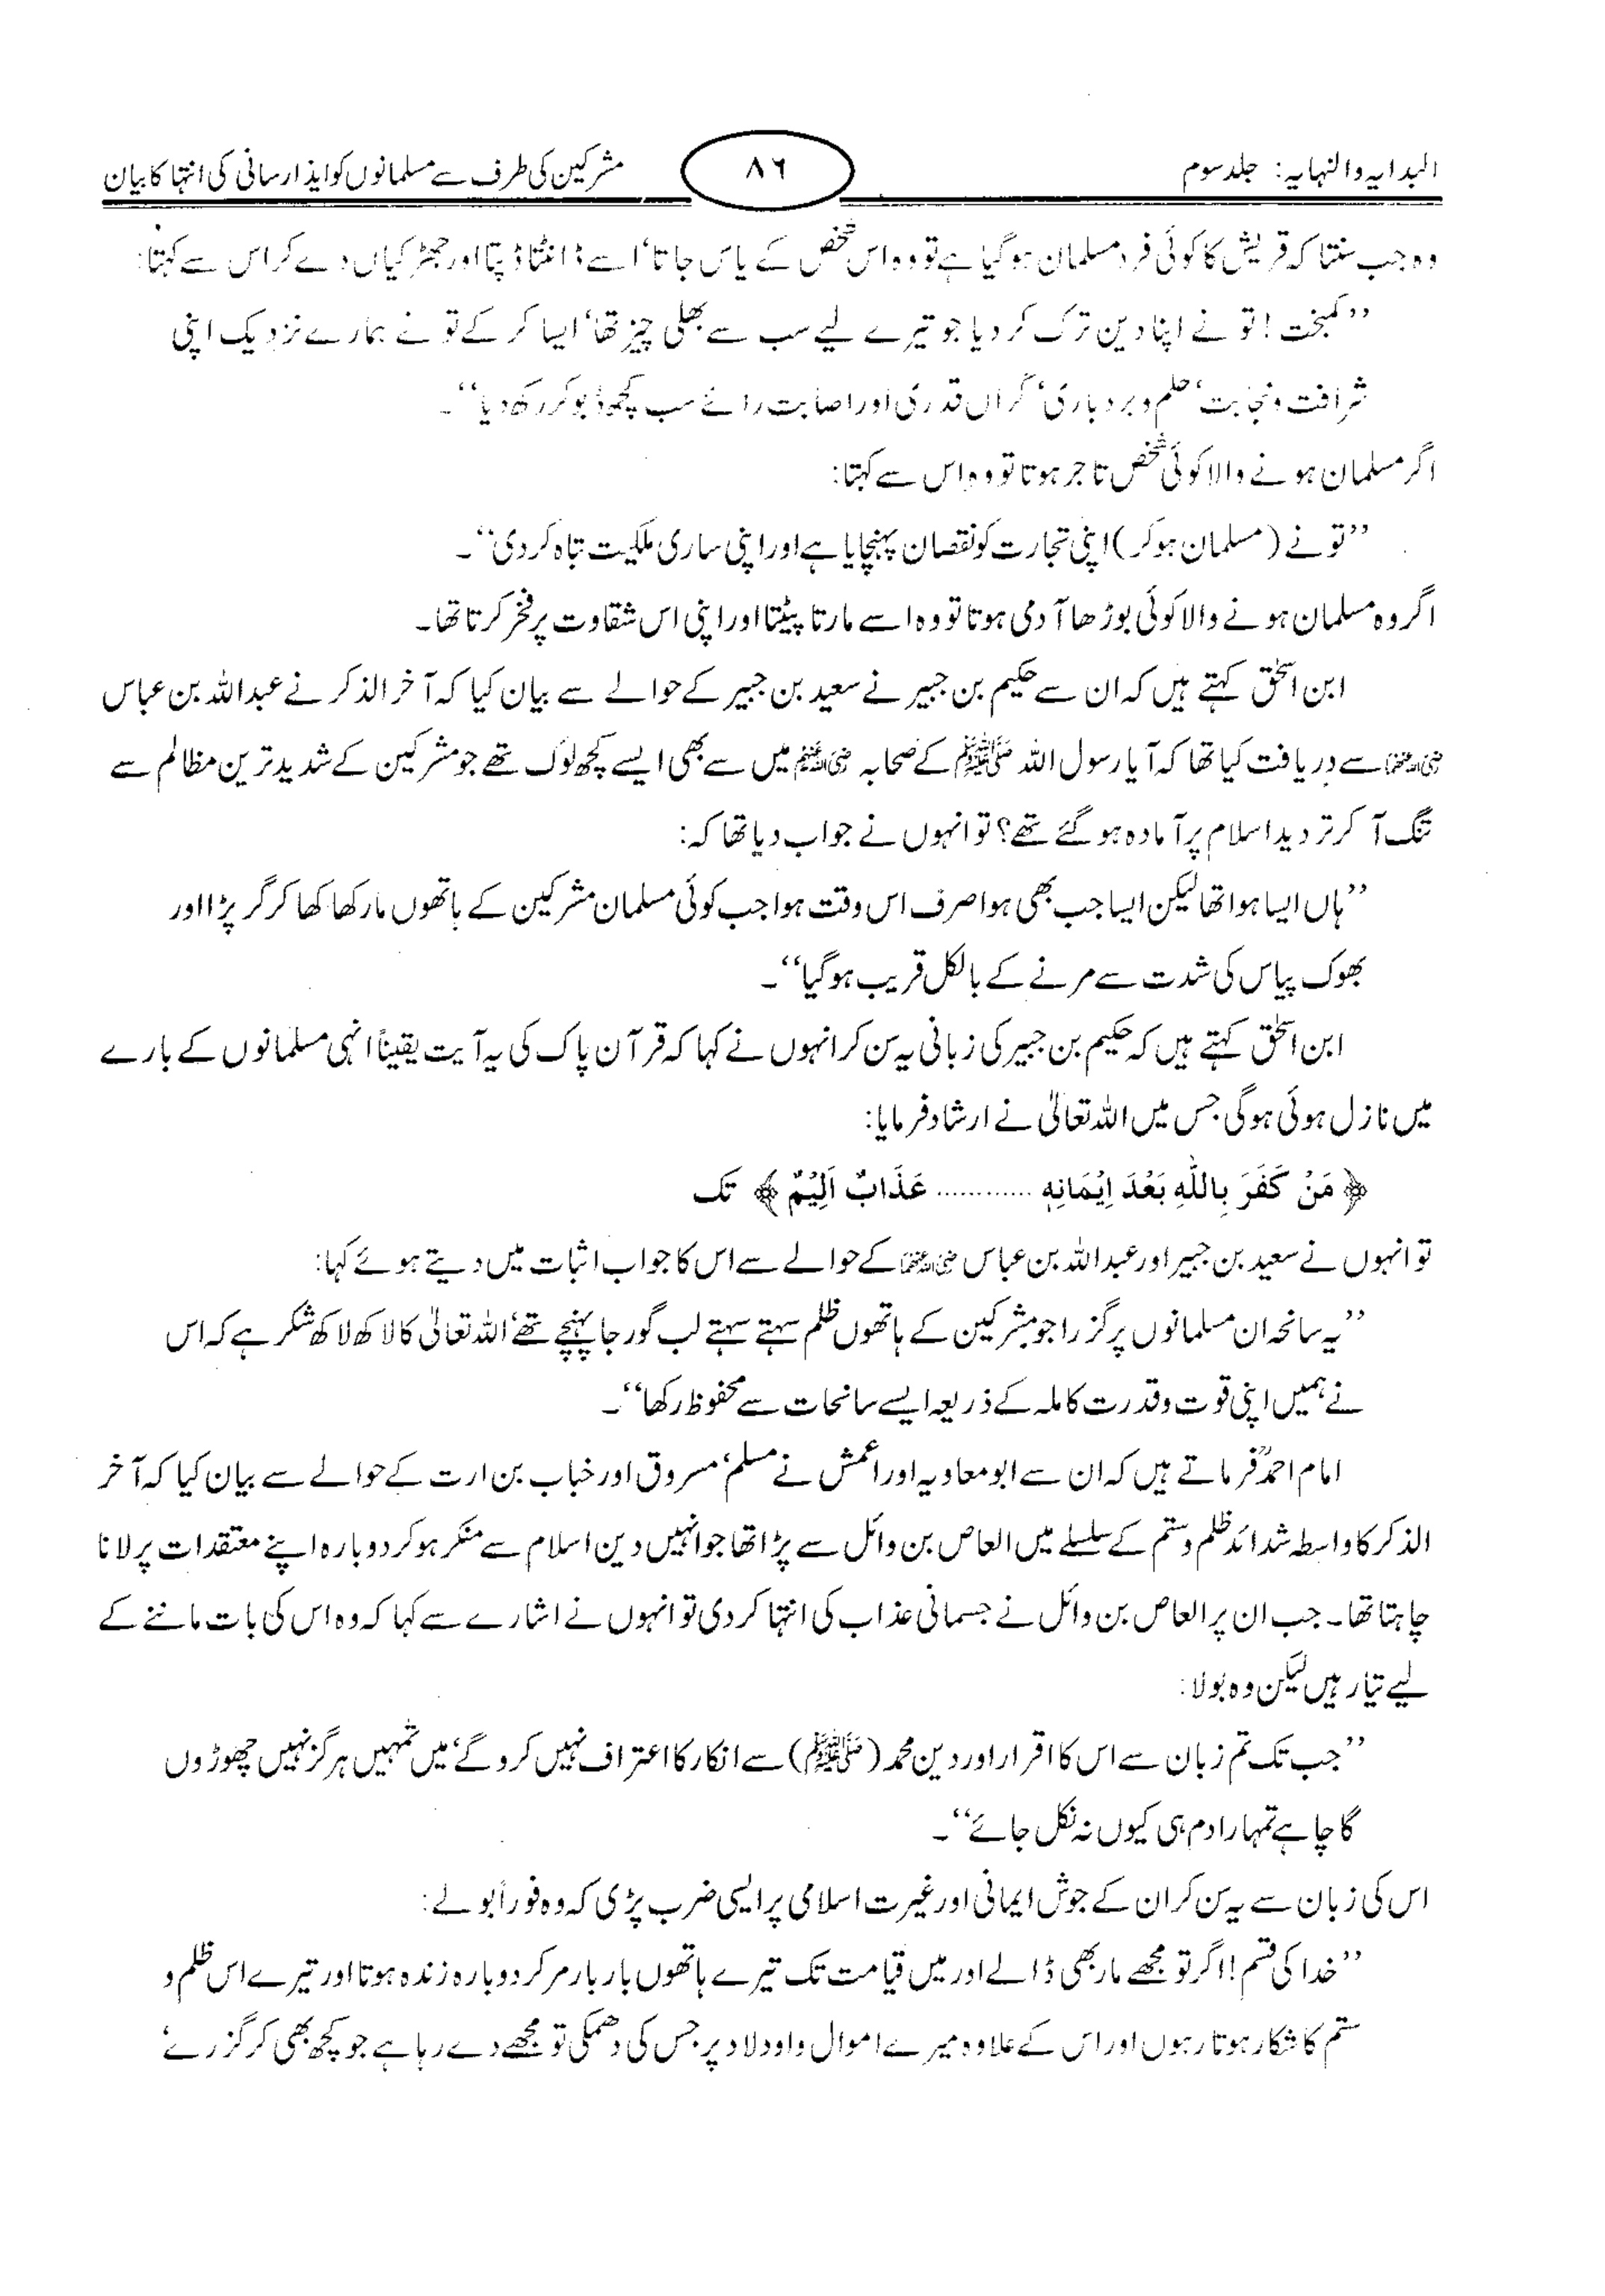 البدایہ والنہایہ: جلد سوم
۸۶
مشرکین کی طرف سے مسلمانوں کو ایذا رسانی کی انتہا کا بیان
وہ جب سنتا کہ قریش کا کوئی فرد مسلمان ہو گیا ہے تو وہ اس شخص کے پاس جاتا‘ اسے ڈانٹتا ڈپتا اور جھڑکیاں دے کر اس سے کہتا:
’’کمبخت! تو نے اپنا دین ترک کر دیا جو تیرے لیے سب سے بھلی چیز تھا‘ ایسا کر کے تو نے ہمارے نزدیک اپنی
شرافت و نجابت‘ حلم و بردباری‘ گراں قدری اور اصابت رائے سب کچھ ڈبو کر رکھ دیا‘‘۔
اگر مسلمان ہونے والا کوئی شخص تاجر ہوتا تو وہ اس سے کہتا:
’’تو نے (مسلمان ہو کر) اپنی تجارت کو نقصان پہنچایا ہے اور اپنی ساری ملکیت تباہ کر دی‘‘۔
اگر وہ مسلمان ہونے والا کوئی بوڑھا آدمی ہوتا تو وہ اسے مارتا پیٹتا اور اپنی اس شقاوت پر فخر کرتا تھا۔
ابن اسحٰق کہتے ہیں کہ ان سے حکیم بن جبیر نے سعید بن جبیر کے حوالے سے بیان کیا کہ آخر الذکر نے عبداللہ بن عباس
رضی اللہ عنہما سے دریافت کیا تھا کہ آیا رسول اللہ ﷺ کے صحابہ رضی اللہ عنہم میں سے بھی ایسے کچھ لوگ تھے جو مشرکین کے شدید ترین مظالم سے
تنگ آ کر تردید اسلام پر آمادہ ہو گئے تھے؟ تو انہوں نے جواب دیا تھا کہ:
’’ہاں ایسا ہوا تھا لیکن ایسا جب بھی ہوا صرف اس وقت ہوا جب کوئی مسلمان مشرکین کے ہاتھوں مار کھا کھا کر گر پڑا اور
بھوک پیاس کی شدت سے مرنے کے بالکل قریب ہو گیا‘‘۔
ابن اسحٰق کہتے ہیں کہ حکیم بن جبیر کی زبانی یہ سن کر انہوں نے کہا کہ قرآن پاک کی یہ آیت یقیناً انہی مسلمانوں کے بارے
میں نازل ہوئی ہو گی جس میں اللہ تعالیٰ نے ارشاد فرمایا:
﴿مَنْ کَفَرَ بِاللّٰہِ بَعْدَ اِیْمَانِہٖ ............ عَذَابٌ اَلِیْمٌ﴾ تک
تو انہوں نے سعید بن جبیر اور عبداللہ بن عباس رضی اللہ عنہما کے حوالے سے اس کا جواب اثبات میں دیتے ہوئے کہا:
’’یہ سانحہ ان مسلمانوں پر گزرا جو مشرکین کے ہاتھوں ظلم سہتے سہتے لب گور جا پہنچے تھے‘ اللہ تعالیٰ کا لاکھ لاکھ شکر ہے کہ اس
نے ہمیں اپنی قوت و قدرت کاملہ کے ذریعہ ایسے سانحات سے محفوظ رکھا‘‘۔
امام احمدؒ فرماتے ہیں کہ ان سے ابو معاویہ اور اعمش نے مسلم‘ مسروق اور خباب بن ارت کے حوالے سے بیان کیا کہ آخر
الذکر کا واسطہ شدائد ظلم و ستم کے سلسلے میں العاص بن وائل سے پڑا تھا جو انہیں دین اسلام سے منکر ہو کر دوبارہ اپنے معتقدات پر لانا
چاہتا تھا۔ جب ان پر العاص بن وائل نے جسمانی عذاب کی انتہا کر دی تو انہوں نے اشارے سے کہا کہ وہ اس کی بات ماننے کے
لیے تیار ہیں لیکن وہ بولا:
’’جب تک تم زبان سے اس کا اقرار اور دین محمد (ﷺ) سے انکار کا اعتراف نہیں کرو گے‘ میں تمہیں ہرگز نہیں چھوڑوں
گا چاہے تمہارا دم ہی کیوں نہ نکل جائے‘‘۔
اس کی زبان سے یہ سن کر ان کے جوش ایمانی اور غیرت اسلامی پر ایسی ضرب پڑی کہ وہ فوراً بولے:
’’خدا کی قسم! اگر تو مجھے مار بھی ڈالے اور میں قیامت تک تیرے ہاتھوں بار بار مر کر دوبارہ زندہ ہوتا اور تیرے اس ظلم و
ستم کا شکار ہوتا رہوں اور اس کے علاوہ میرے اموال و اولاد پر جس کی دھمکی تو مجھے دے رہا ہے جو کچھ بھی کر گزرے‘